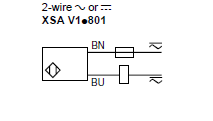 2-wire ∼ or ⎓
XSA V1●801
BN
BU